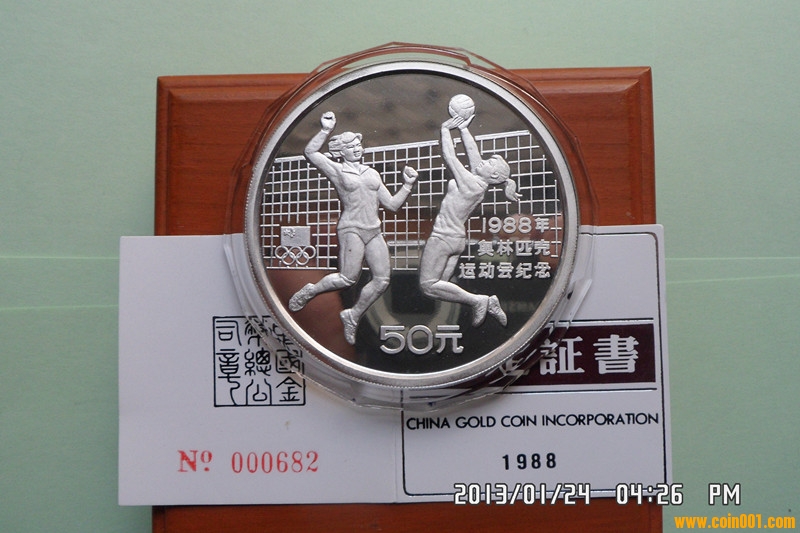 1988年
奥林匹克
运动会纪念
50元
中国金
币总公
司章
证書
CHINA GOLD COIN INCORPORATION
1988
Nº 000682
2013/01/24 04:26 PM
www.coin001.com